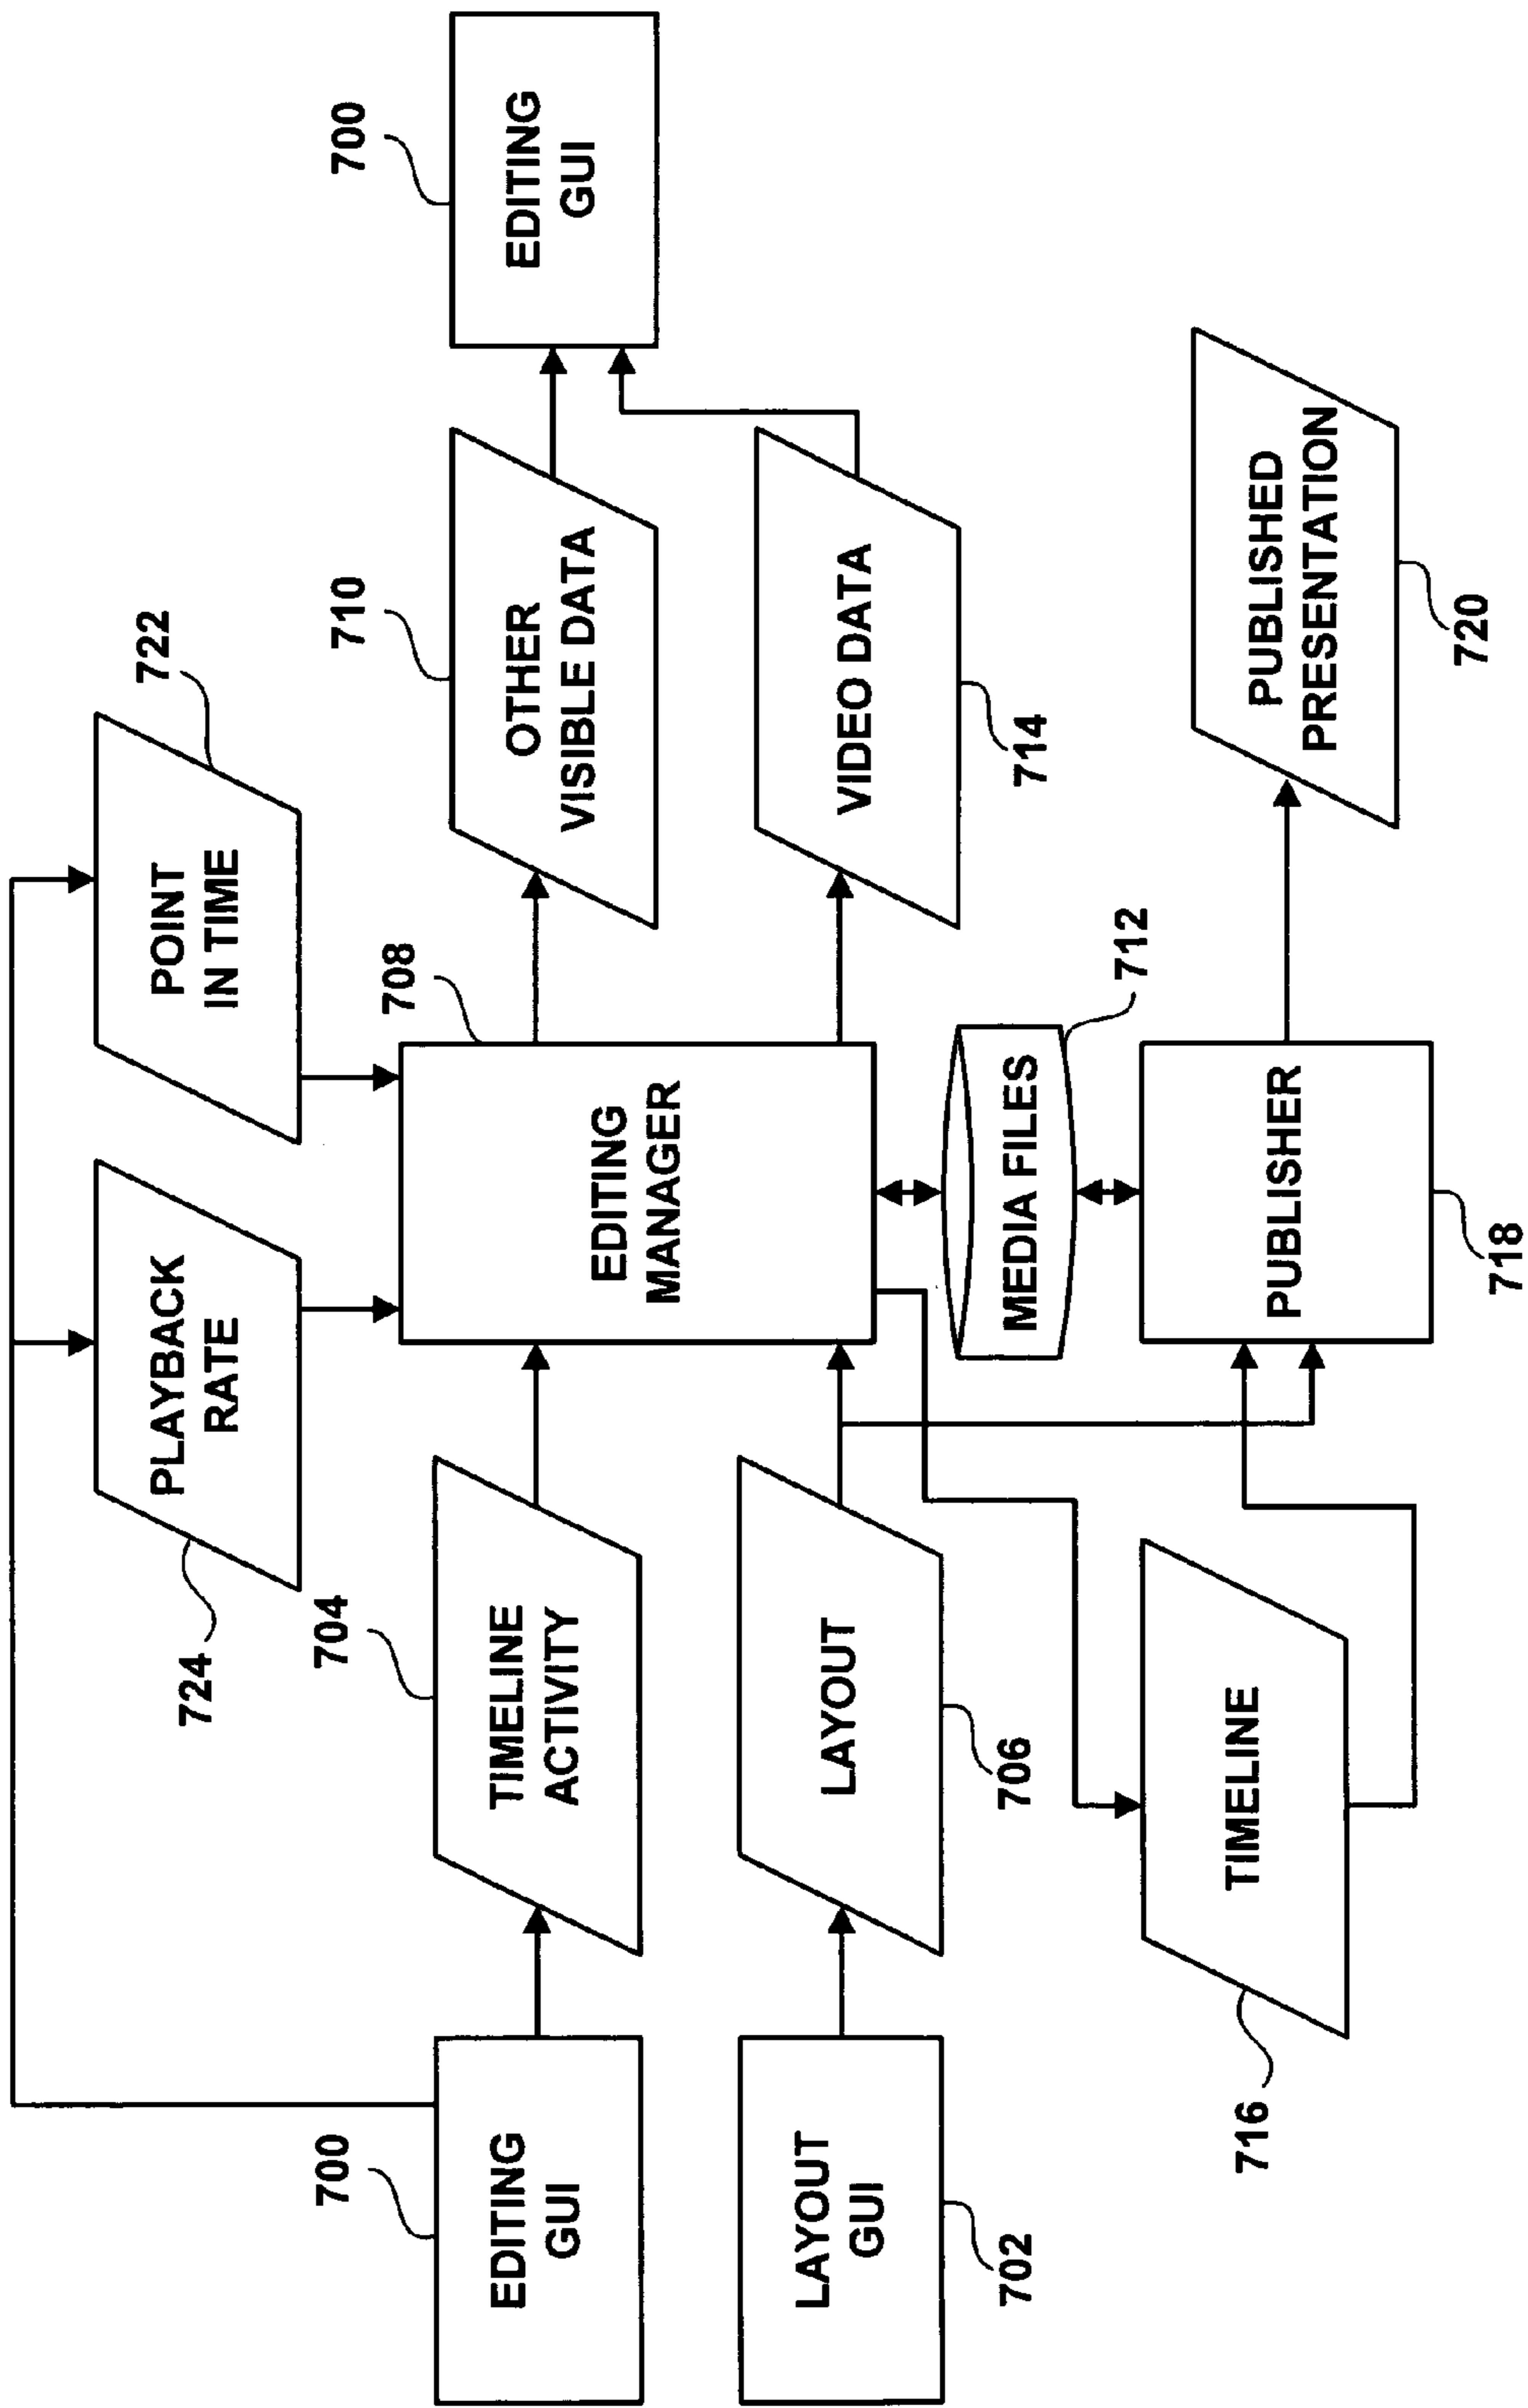 724
PLAYBACK
RATE
POINT
IN TIME
722
700
EDITING
GUI
704
TIMELINE
ACTIVITY
708
EDITING
MANAGER
710
OTHER
VISIBLE DATA
700
EDITING
GUI
LAYOUT
GUI
702
LAYOUT
706
VIDEO DATA
714
MEDIA FILES
712
716
TIMELINE
PUBLISHER
718
PUBLISHED
PRESENTATION
720